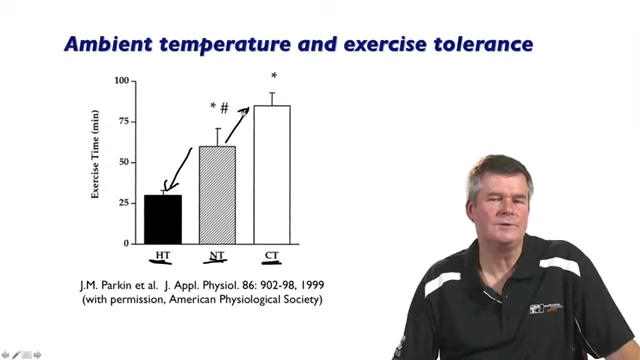 Ambient temperature and exercise tolerance
100
75
50
25
0
Exercise Time (min)
*
* #
HT NT CT
J.M. Parkin et al. J. Appl. Physiol. 86: 902-98, 1999
(with permission, American Physiological Society)